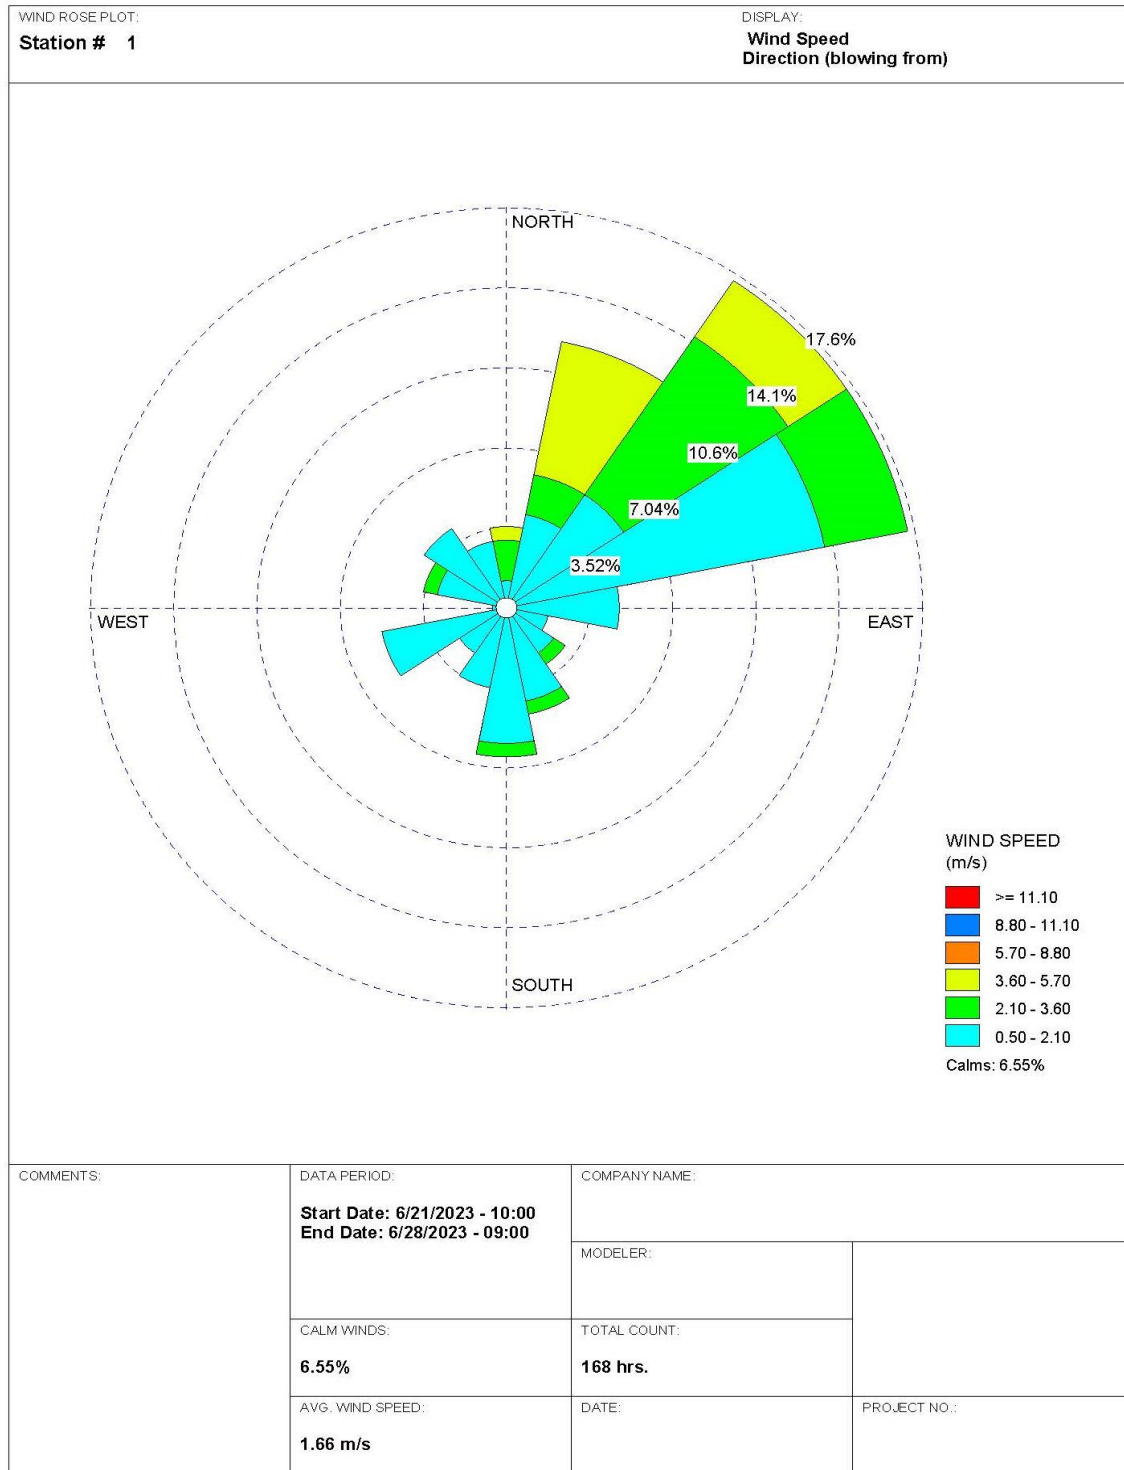 WIND ROSE PLOT:
Station # 1
DISPLAY:
Wind Speed
Direction (blowing from)
NORTH
17.6%
14.1%
10.6%
7.04%
3.52%
WEST
EAST
SOUTH
WIND SPEED
(m/s)
>= 11.10
8.80 - 11.10
5.70 - 8.80
3.60 - 5.70
2.10 - 3.60
0.50 - 2.10
Calms: 6.55%
COMMENTS:
DATA PERIOD:
Start Date: 6/21/2023 - 10:00
End Date: 6/28/2023 - 09:00
COMPANY NAME:
MODELER:
CALM WINDS:
6.55%
TOTAL COUNT:
168 hrs.
AVG. WIND SPEED:
1.66 m/s
DATE:
PROJECT NO.: